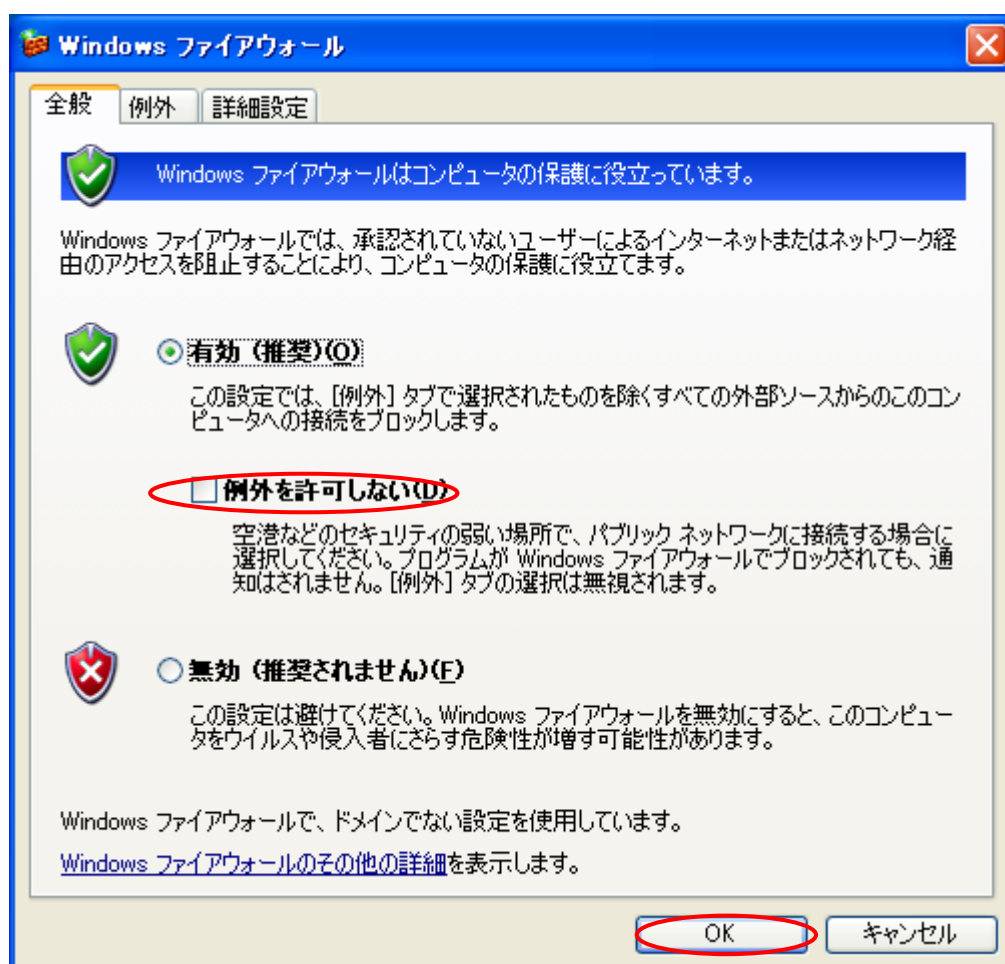 Windows ファイアウォール
全般 例外 詳細設定
Windows ファイアウォールはコンピュータの保護に役立っています。
Windows ファイアウォールでは、承認されていないユーザーによるインターネットまたはネットワーク経
由のアクセスを阻止することにより、コンピュータの保護に役立てます。
有効 (推奨)(O)
この設定では、[例外] タブで選択されたものを除くすべての外部ソースからのこのコン
ピュータへの接続をブロックします。
例外を許可しない(D)
空港などのセキュリティの弱い場所で、パブリック ネットワークに接続する場合に
選択してください。プログラムが Windows ファイアウォールでブロックされても、通
知はされません。[例外] タブの選択は無視されます。
無効 (推奨されません)(F)
この設定は避けてください。Windows ファイアウォールを無効にすると、このコンピュー
タをウイルスや侵入者にさらす危険性が増す可能性があります。
Windows ファイアウォールで、ドメインでない設定を使用しています。
Windows ファイアウォールのその他の詳細を表示します。
OK キャンセル